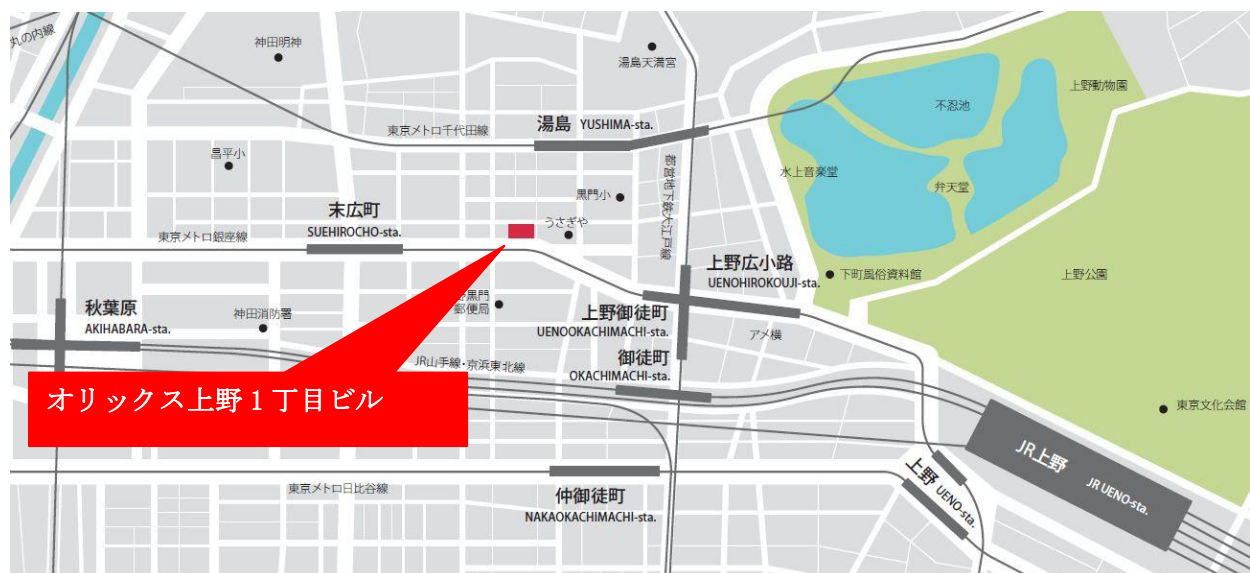 丸の内線
神田明神
湯島天満宮
上野動物園
不忍池
東京メトロ千代田線
湯島 YUSHIMA-sta.
昌平小
都営地下鉄大江戸線
水上音楽堂
弁天堂
黒門小
末広町
SUEHIROCHO-sta.
うさぎや
東京メトロ銀座線
上野広小路
UENOHIROKOUJI-sta.
下町風俗資料館
上野公園
秋葉原
AKIHABARA-sta.
神田消防署
黒門
郵便局
上野御徒町
UENOOKACHIMACHI-sta.
アメ横
御徒町
OKACHIMACHI-sta.
JR山手線・京浜東北線
オリックス上野1丁目ビル
東京文化会館
JR上野
JR UENO-sta.
上野 UENO-sta.
東京メトロ日比谷線
仲御徒町
NAKAOKACHIMACHI-sta.